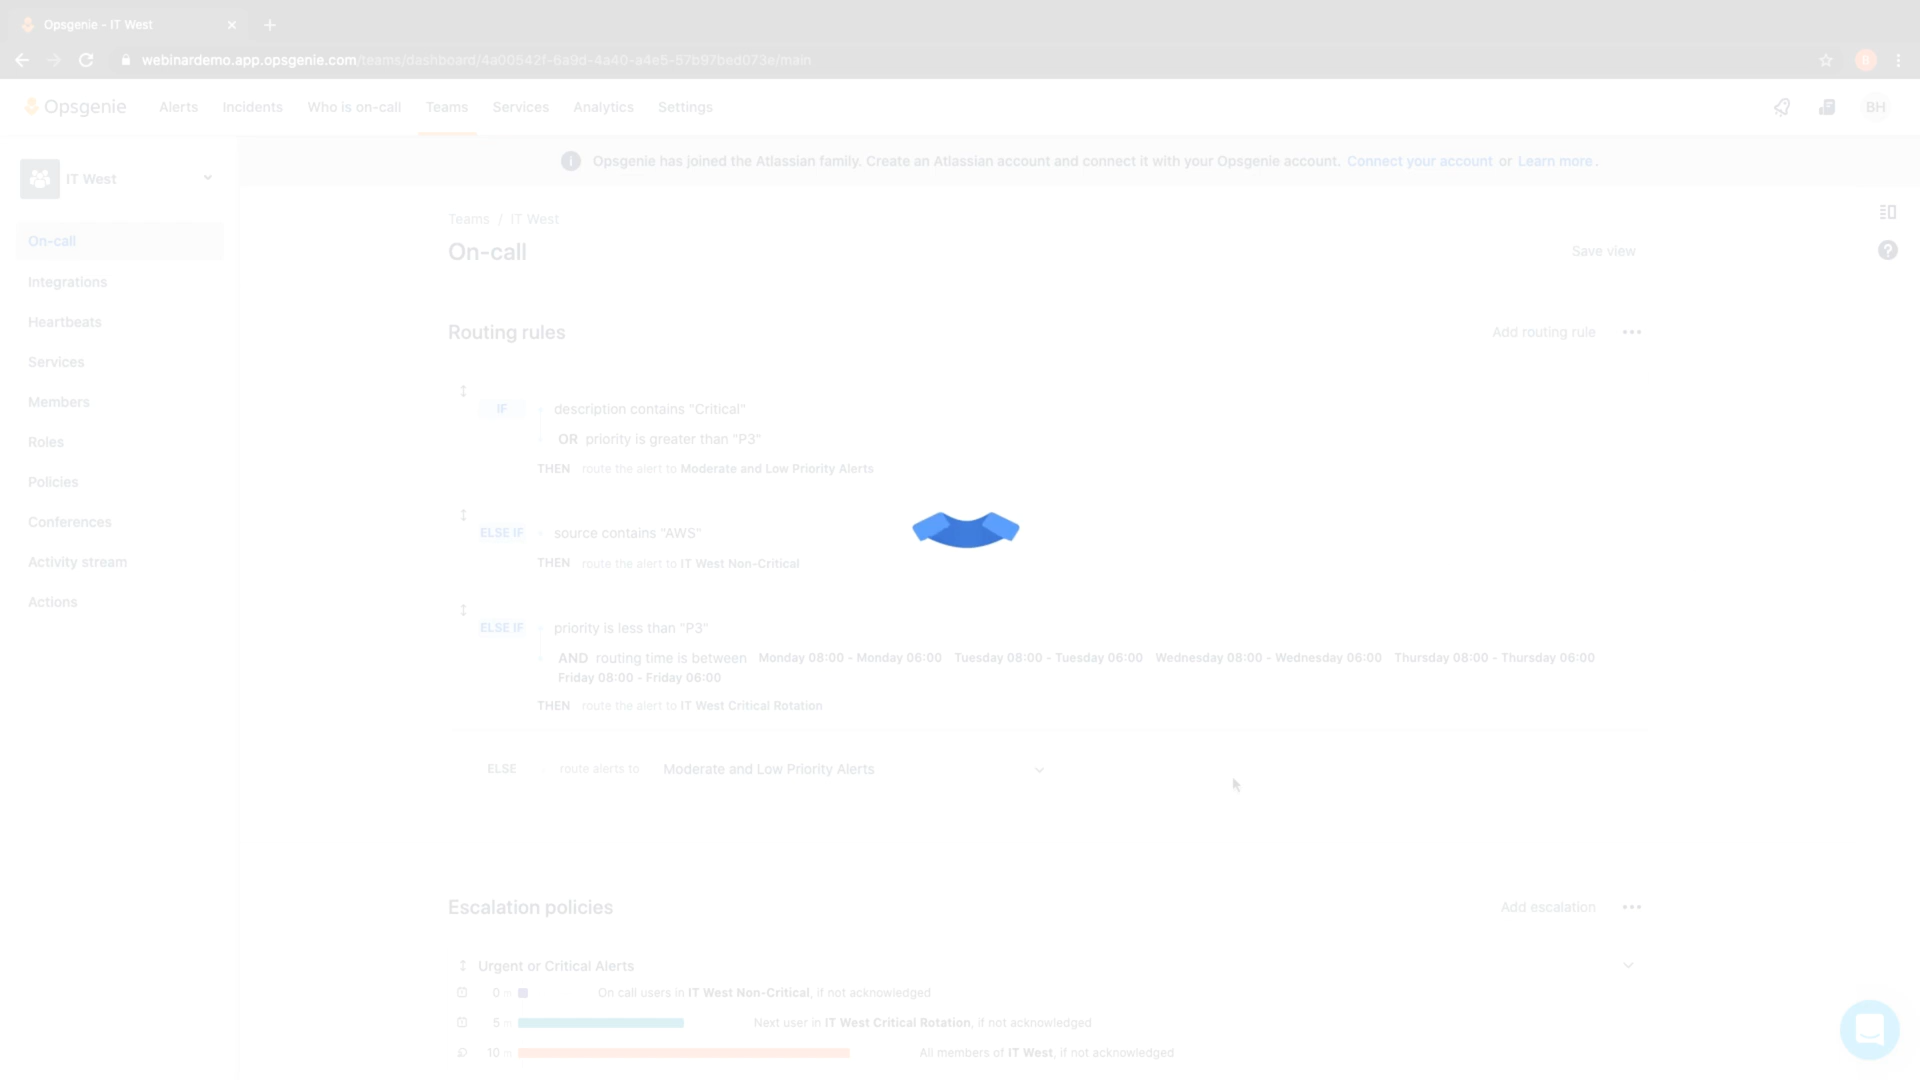 Opsgenie - IT West
webinardemo.app.opsgenie.com/teams/dashboard/4a00542f-6a9d-4a40-a4e5-57b97bed073e/main
Opsgenie Alerts Incidents Who is on-call Teams Services Analytics Settings BH
Opsgenie has joined the Atlassian family. Create an Atlassian account and connect it with your Opsgenie account. Connect your account or Learn more.
IT West
On-call
Integrations
Heartbeats
Services
Members
Roles
Policies
Conferences
Activity stream
Actions
Teams / IT West
On-call Save view
Routing rules Add routing rule
IF description contains "Critical"
OR priority is greater than "P3"
THEN route the alert to Moderate and Low Priority Alerts
ELSE IF source contains "AWS"
THEN route the alert to IT West Non-Critical
ELSE IF priority is less than "P3"
AND routing time is between Monday 08:00 - Monday 06:00 Tuesday 08:00 - Tuesday 06:00 Wednesday 08:00 - Wednesday 06:00 Thursday 08:00 - Thursday 06:00
Friday 08:00 - Friday 06:00
THEN route the alert to IT West Critical Rotation
ELSE route alerts to Moderate and Low Priority Alerts
Escalation policies Add escalation
Urgent or Critical Alerts
0 m On call users in IT West Non-Critical, if not acknowledged
5 m Next user in IT West Critical Rotation, if not acknowledged
10 m All members of IT West, if not acknowledged